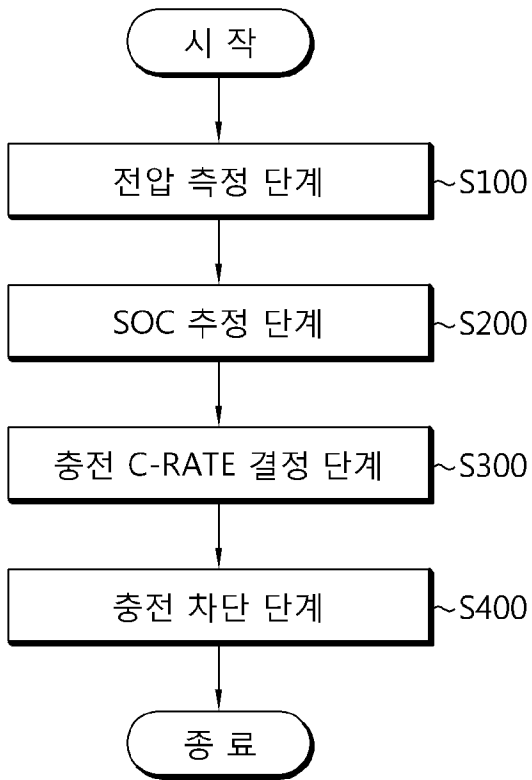 시 작
전압 측정 단계 ~S100
SOC 추정 단계 ~S200
충전 C-RATE 결정 단계 ~S300
충전 차단 단계 ~S400
종 료